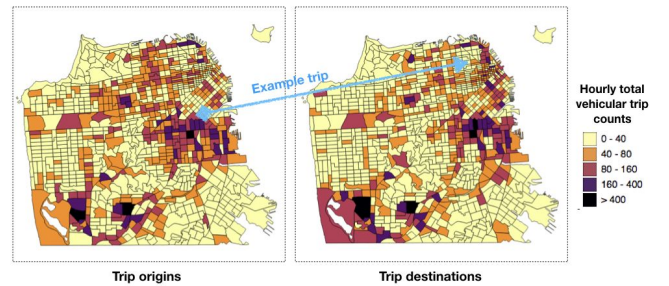 Example trip
Hourly total
vehicular trip
counts
0 - 40
40 - 80
80 - 160
160 - 400
> 400
Trip origins
Trip destinations